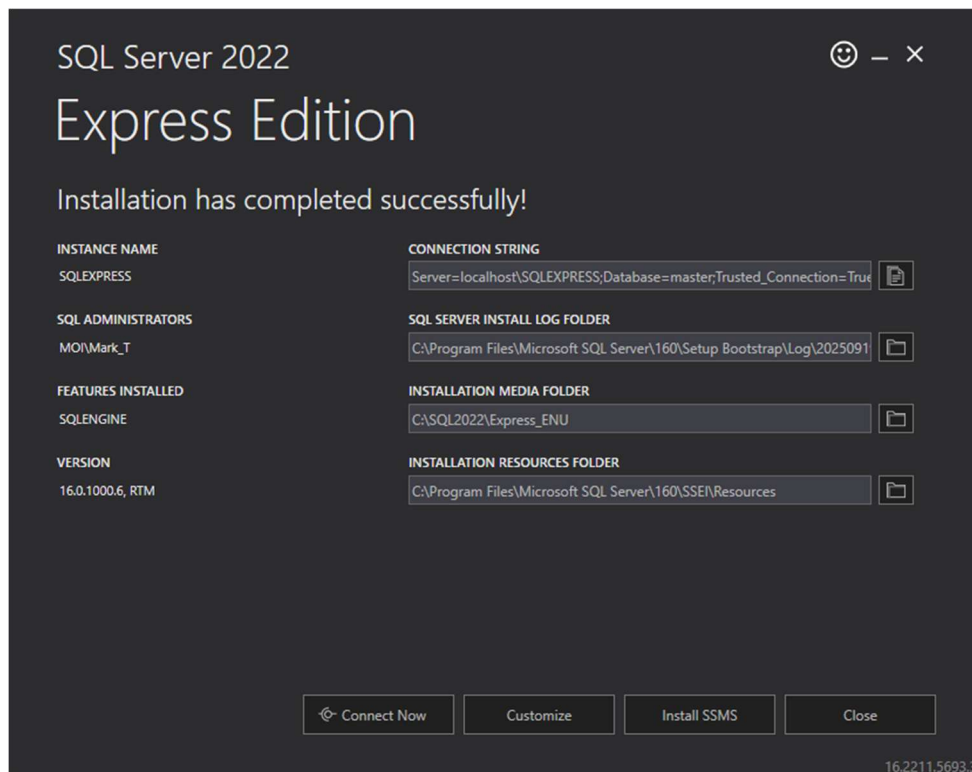 SQL Server 2022
Express Edition
Installation has completed successfully!
INSTANCE NAME
SQLEXPRESS
CONNECTION STRING
Server=localhost\SQLEXPRESS;Database=master;Trusted_Connection=True
SQL ADMINISTRATORS
MOI\Mark_T
SQL SERVER INSTALL LOG FOLDER
C:\Program Files\Microsoft SQL Server\160\Setup Bootstrap\Log\2025091
FEATURES INSTALLED
SQLENGINE
INSTALLATION MEDIA FOLDER
C:\SQL2022\Express_ENU
VERSION
16.0.1000.6, RTM
INSTALLATION RESOURCES FOLDER
C:\Program Files\Microsoft SQL Server\160\SSEI\Resources
Connect Now
Customize
Install SSMS
Close
16.2211.5693.